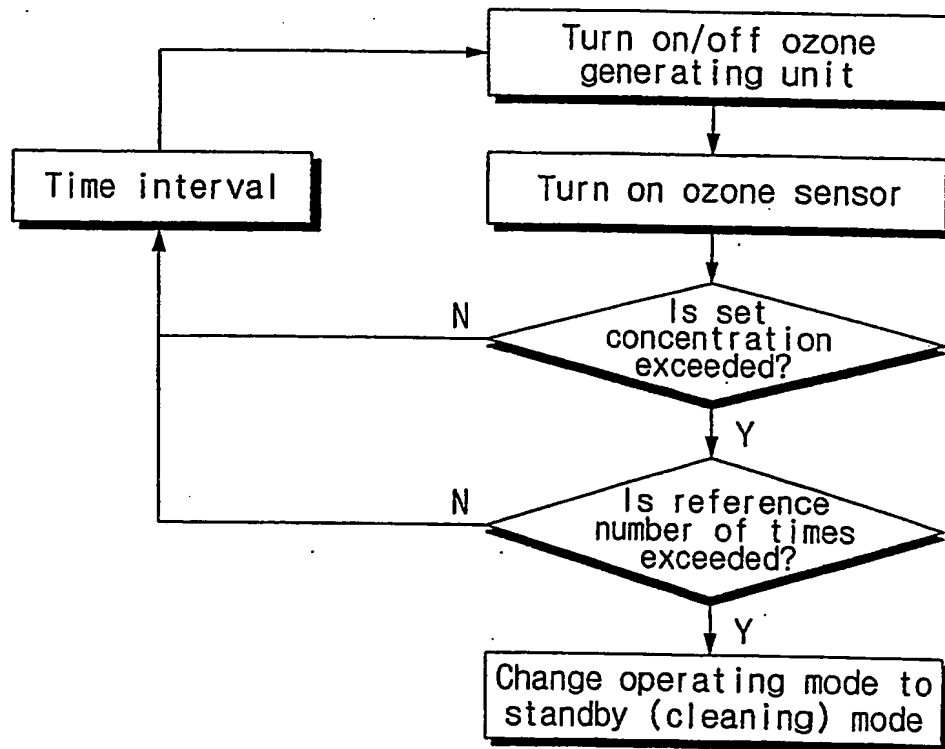 Turn on/off ozone
generating unit
Time interval
Turn on ozone sensor
N
Is set
concentration
exceeded?
Y
N
Is reference
number of times
exceeded?
Y
Change operating mode to
standby (cleaning) mode